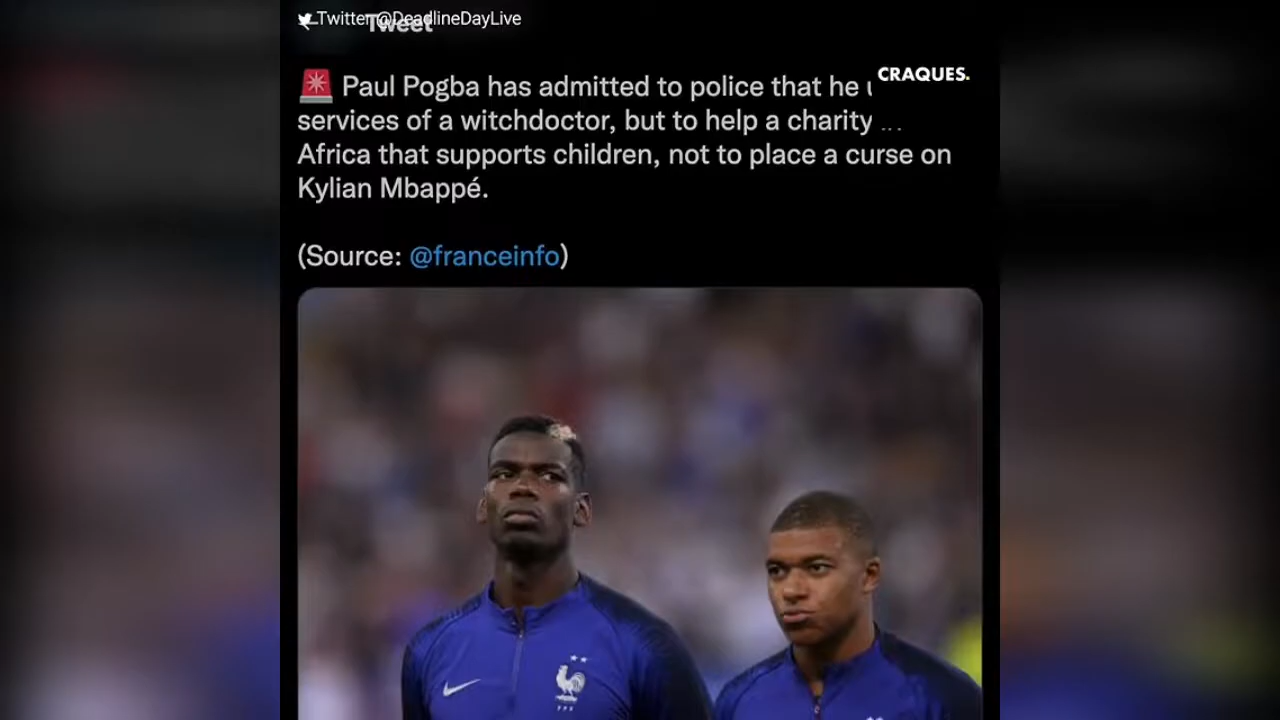 Twitter @DeadlineDayLive
Tweet
CRAQUES.
Paul Pogba has admitted to police that he
services of a witchdoctor, but to help a charity ...
Africa that supports children, not to place a curse on
Kylian Mbappé.
(Source: @franceinfo)